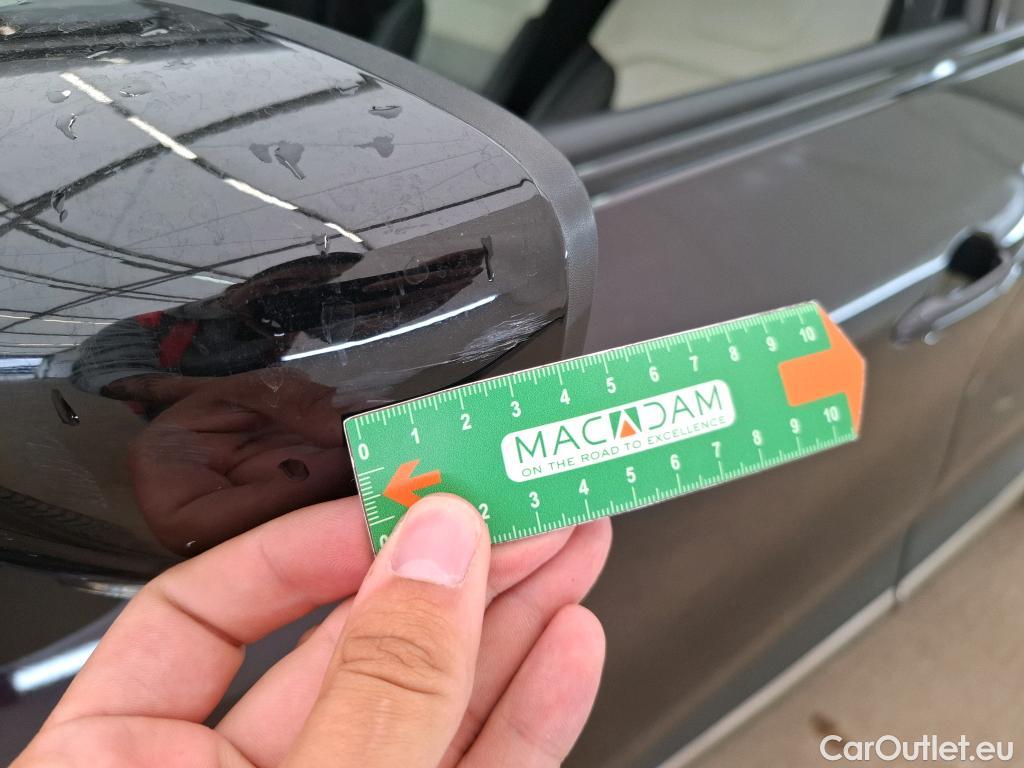 0 1 2 3 4 5 6 7 8 9 10
MACADAM
ON THE ROAD TO EXCELLENCE
0 2 3 4 5 6 7 8 9 10
CarOutlet.eu